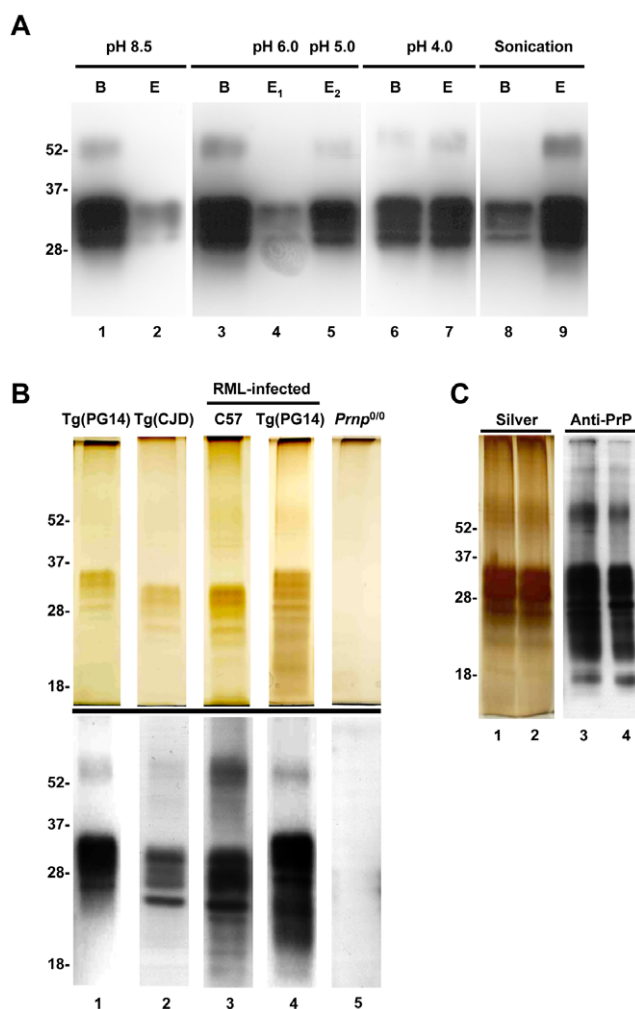 A
pH 8.5 pH 6.0 pH 5.0 pH 4.0 Sonication
B E B E₁ E₂ B E B E
52-
37-
28-
1 2 3 4 5 6 7 8 9
B
RML-infected
Tg(PG14) Tg(CJD) C57 Tg(PG14) Prnp⁰/⁰
52-
37-
28-
18-
52-
37-
28-
18-
1 2 3 4 5
C
Silver Anti-PrP
52-
37-
28-
18-
1 2 3 4